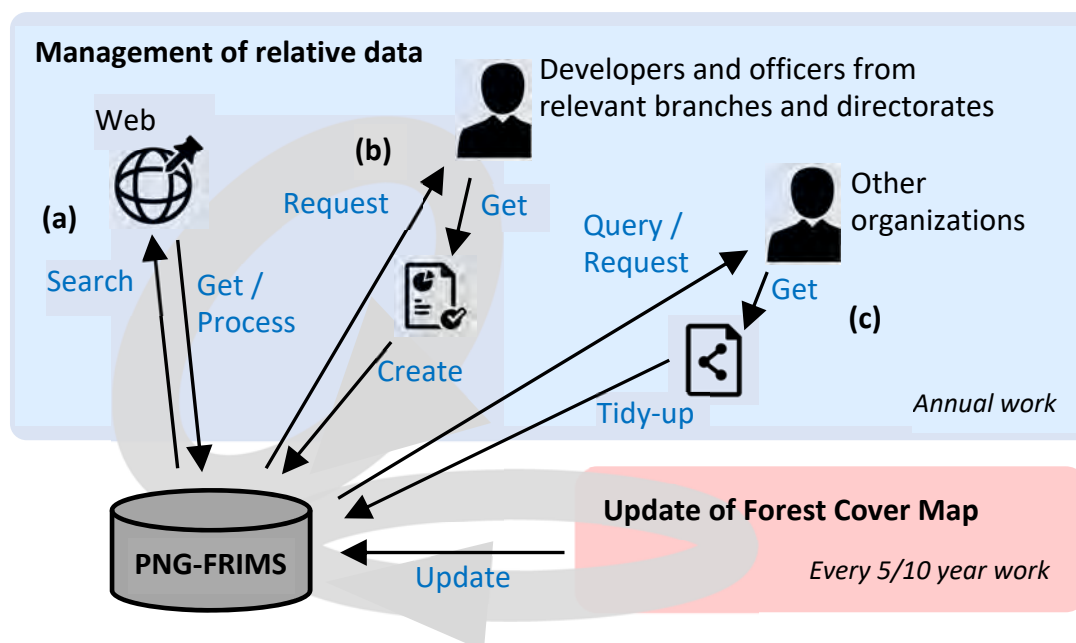 Management of relative data
Developers and officers from
relevant branches and directorates
Web
(b)
(a)
Request
Get
Other
organizations
Query /
Request
Search
Get /
Process
Get
(c)
Create
Tidy-up
Annual work
Update of Forest Cover Map
PNG-FRIMS
Update
Every 5/10 year work